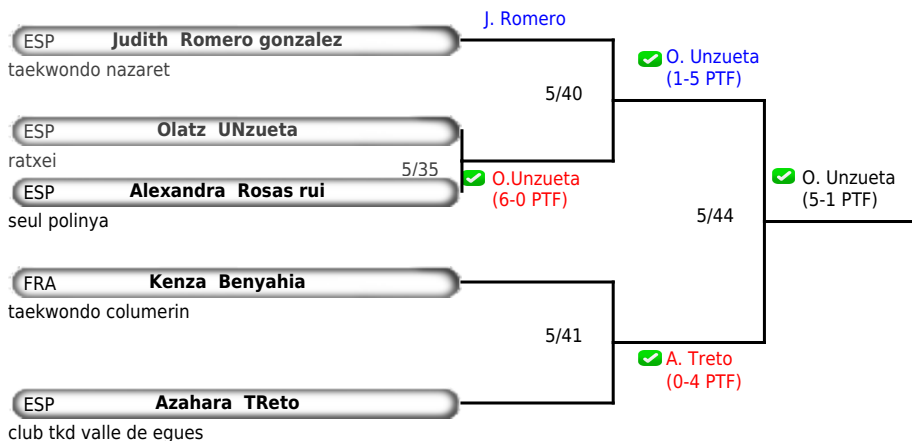 J. Romero
ESP Judith Romero gonzalez
taekwondo nazaret
O. Unzueta
(1-5 PTF)
5/40
ESP Olatz UNzueta
ratxei
5/35
O.Unzueta
(6-0 PTF)
ESP Alexandra Rosas rui
seul polinya
O. Unzueta
(5-1 PTF)
5/44
FRA Kenza Benyahia
taekwondo columerin
5/41
A. Treto
(0-4 PTF)
ESP Azahara TReto
club tkd valle de egues